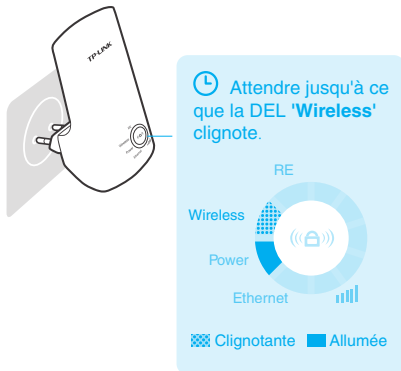 TP-LINK
Attendre jusqu'à ce
que la DEL 'Wireless'
clignote.
RE
Wireless
Power
Ethernet
Clignotante Allumée